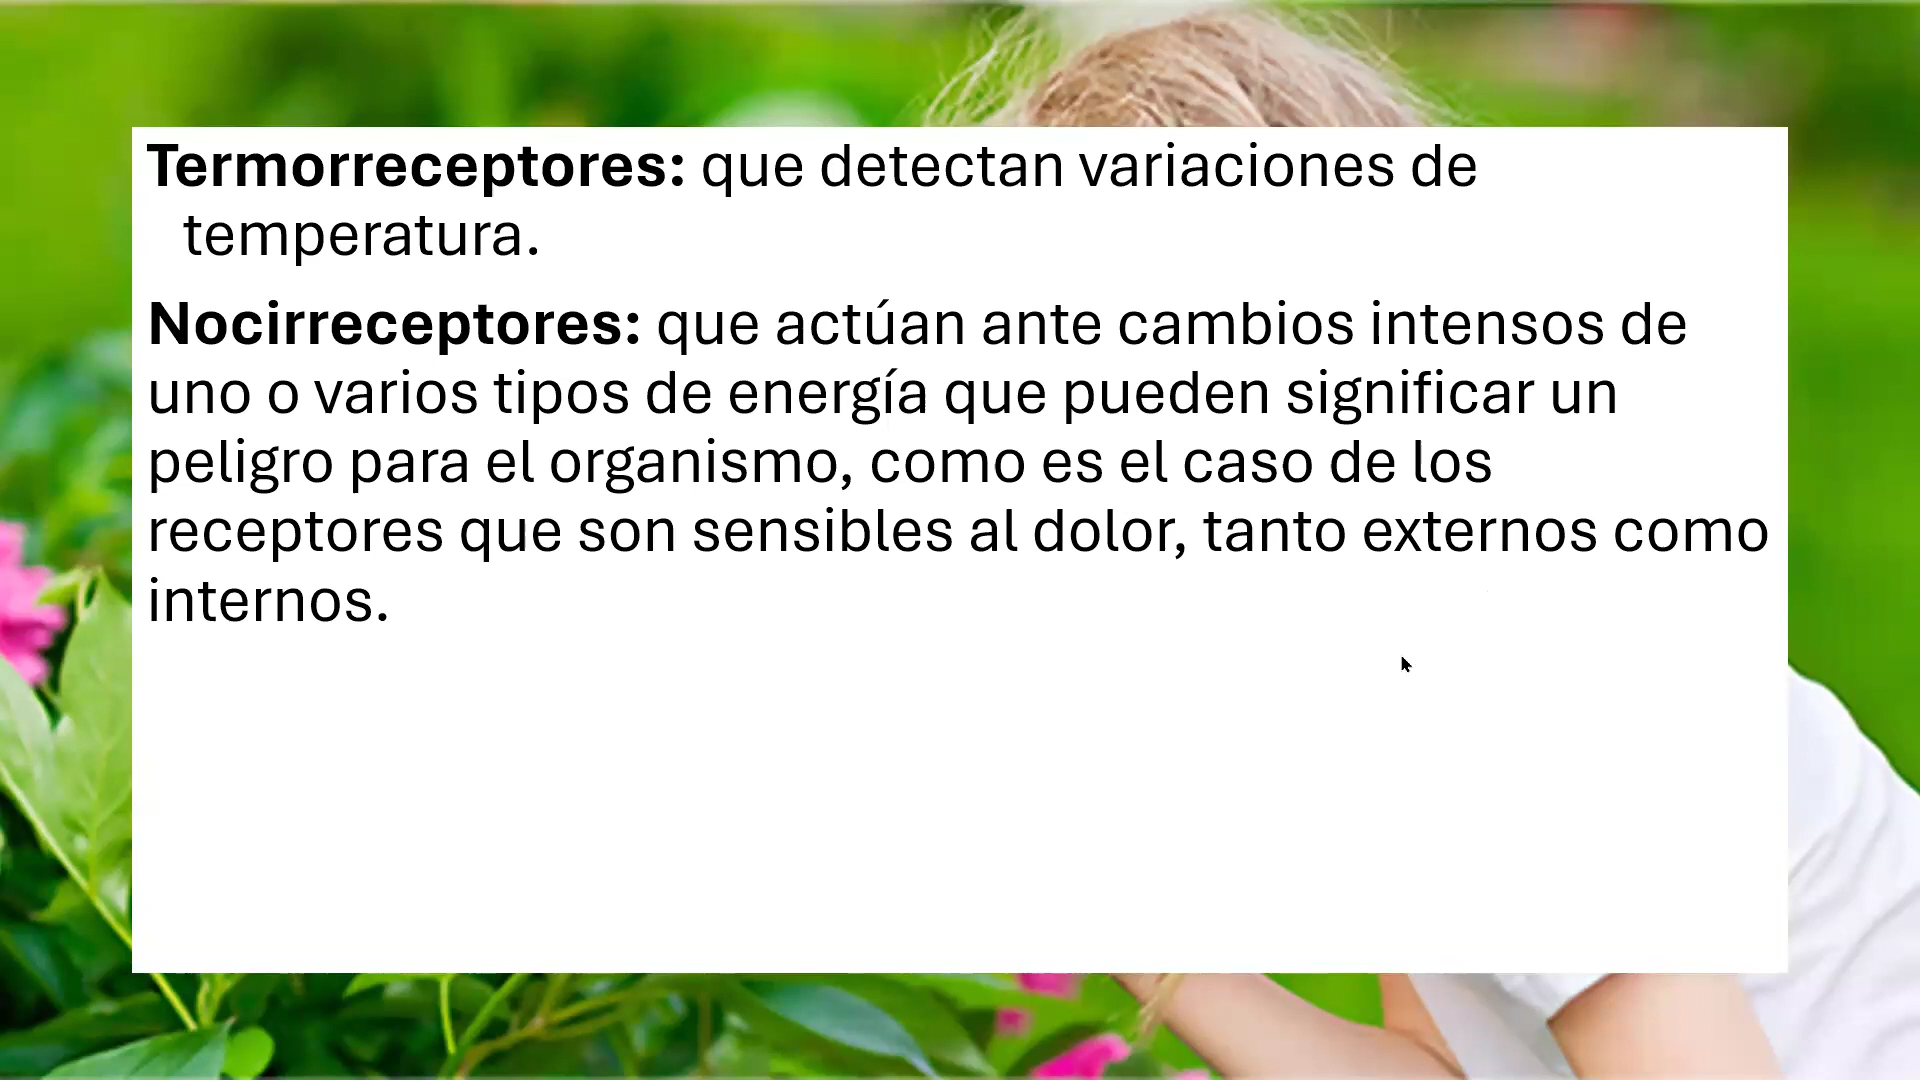 Termorreceptores: que detectan variaciones de
temperatura.
Nocirreceptores: que actúan ante cambios intensos de
uno o varios tipos de energía que pueden significar un
peligro para el organismo, como es el caso de los
receptores que son sensibles al dolor, tanto externos como
internos.